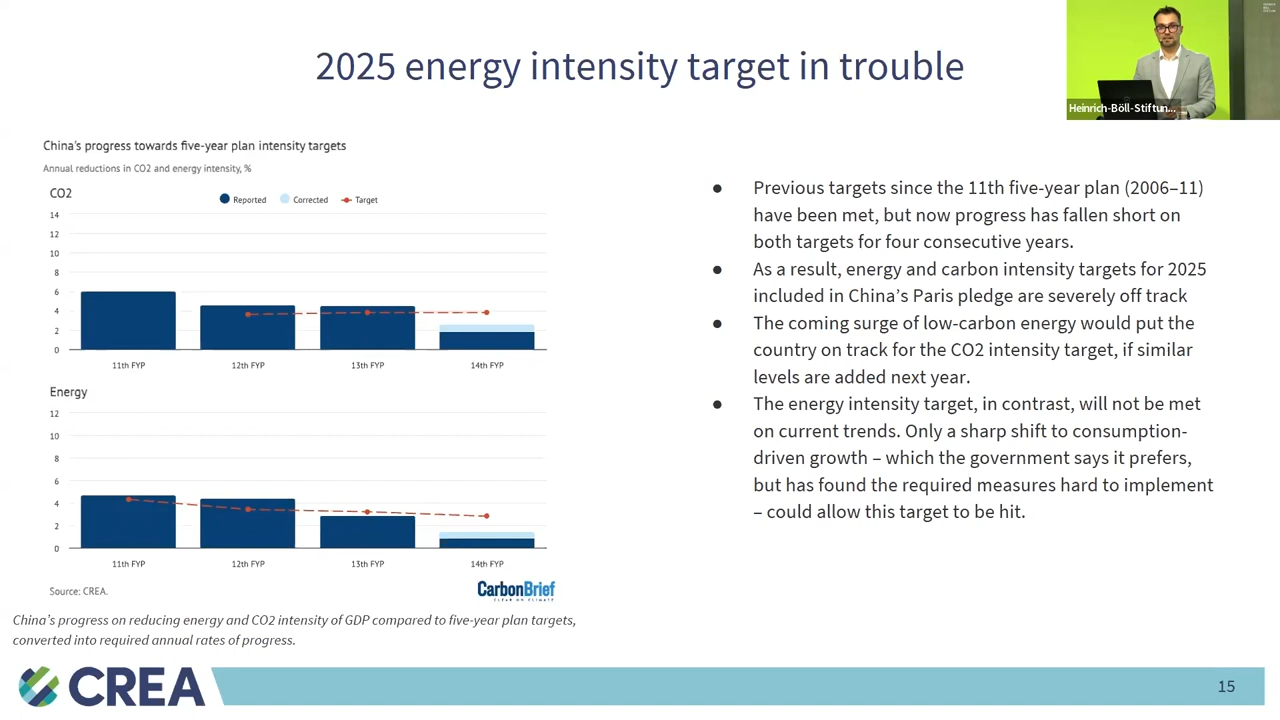 2025 energy intensity target in trouble
Heinrich-Böll-Stiftun...
China's progress towards five-year plan intensity targets
Annual reductions in CO2 and energy intensity, %
CO2
Reported Corrected Target
14
12
10
8
6
4
2
0
11th FYP 12th FYP 13th FYP 14th FYP
Energy
12
10
8
6
4
2
0
11th FYP 12th FYP 13th FYP 14th FYP
Source: CREA.
CarbonBrief
CLEAR ON CLIMATE
China's progress on reducing energy and CO2 intensity of GDP compared to five-year plan targets,
converted into required annual rates of progress.
● Previous targets since the 11th five-year plan (2006–11)
have been met, but now progress has fallen short on
both targets for four consecutive years.
● As a result, energy and carbon intensity targets for 2025
included in China's Paris pledge are severely off track
● The coming surge of low-carbon energy would put the
country on track for the CO2 intensity target, if similar
levels are added next year.
● The energy intensity target, in contrast, will not be met
on current trends. Only a sharp shift to consumption-
driven growth – which the government says it prefers,
but has found the required measures hard to implement
– could allow this target to be hit.
CREA
15